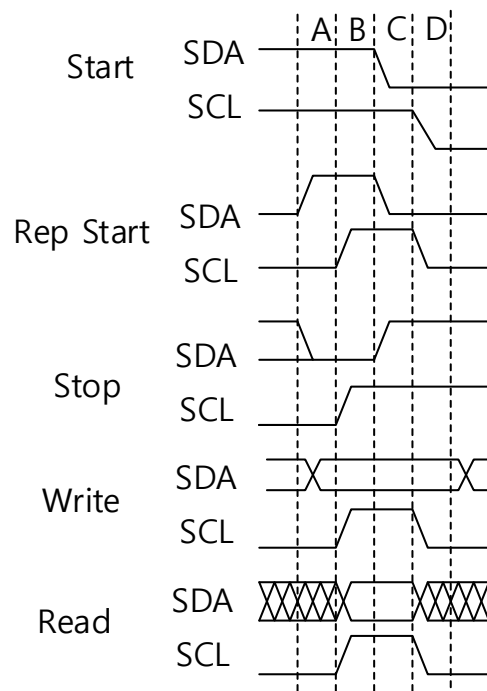 A B C D
Start SDA
SCL
Rep Start SDA
SCL
Stop SDA
SCL
Write SDA
SCL
Read SDA
SCL